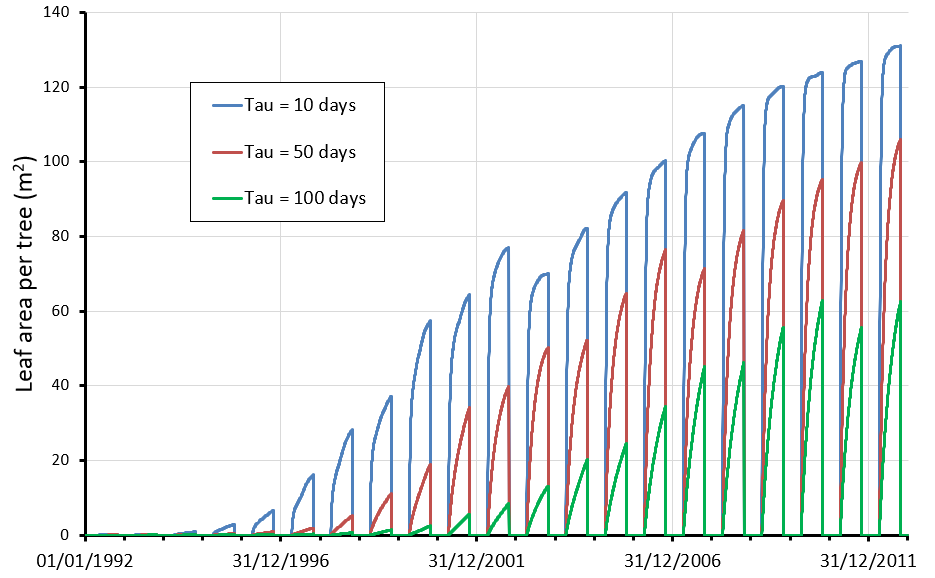 140
120
100
80
60
40
20
0
Leaf area per tree (m²)
Tau = 10 days
Tau = 50 days
Tau = 100 days
01/01/1992 31/12/1996 31/12/2001 31/12/2006 31/12/2011